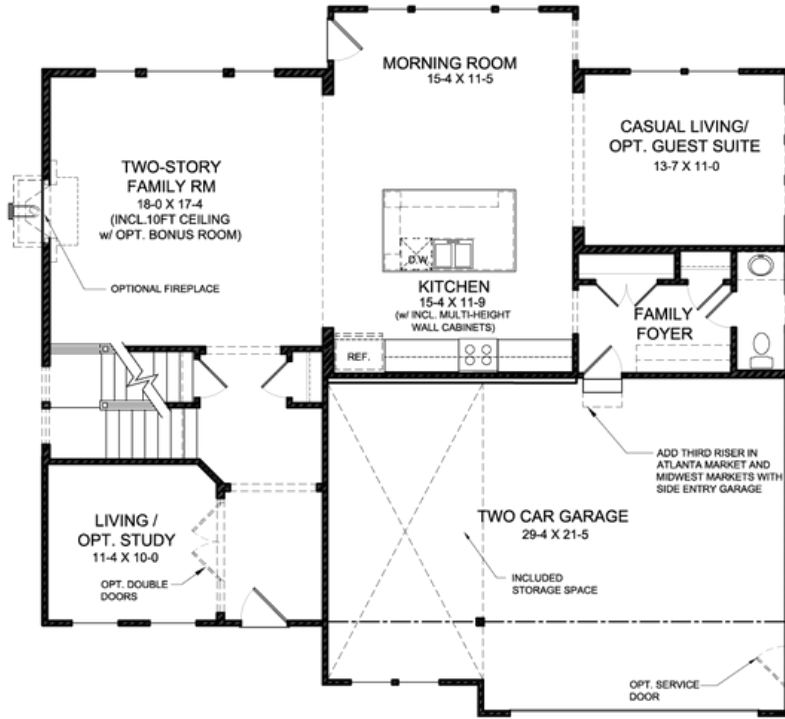 MORNING ROOM
15-4 X 11-5
CASUAL LIVING/
OPT. GUEST SUITE
13-7 X 11-0
TWO-STORY
FAMILY RM
18-0 X 17-4
(INCL.10FT CEILING
w/ OPT. BONUS ROOM)
OPTIONAL FIREPLACE
D.W
KITCHEN
15-4 X 11-9
(w/ INCL. MULTI-HEIGHT
WALL CABINETS)
REF.
FAMILY
FOYER
ADD THIRD RISER IN
ATLANTA MARKET AND
MIDWEST MARKETS WITH
SIDE ENTRY GARAGE
LIVING /
OPT. STUDY
11-4 X 10-0
OPT. DOUBLE
DOORS
TWO CAR GARAGE
29-4 X 21-5
INCLUDED
STORAGE SPACE
OPT. SERVICE
DOOR